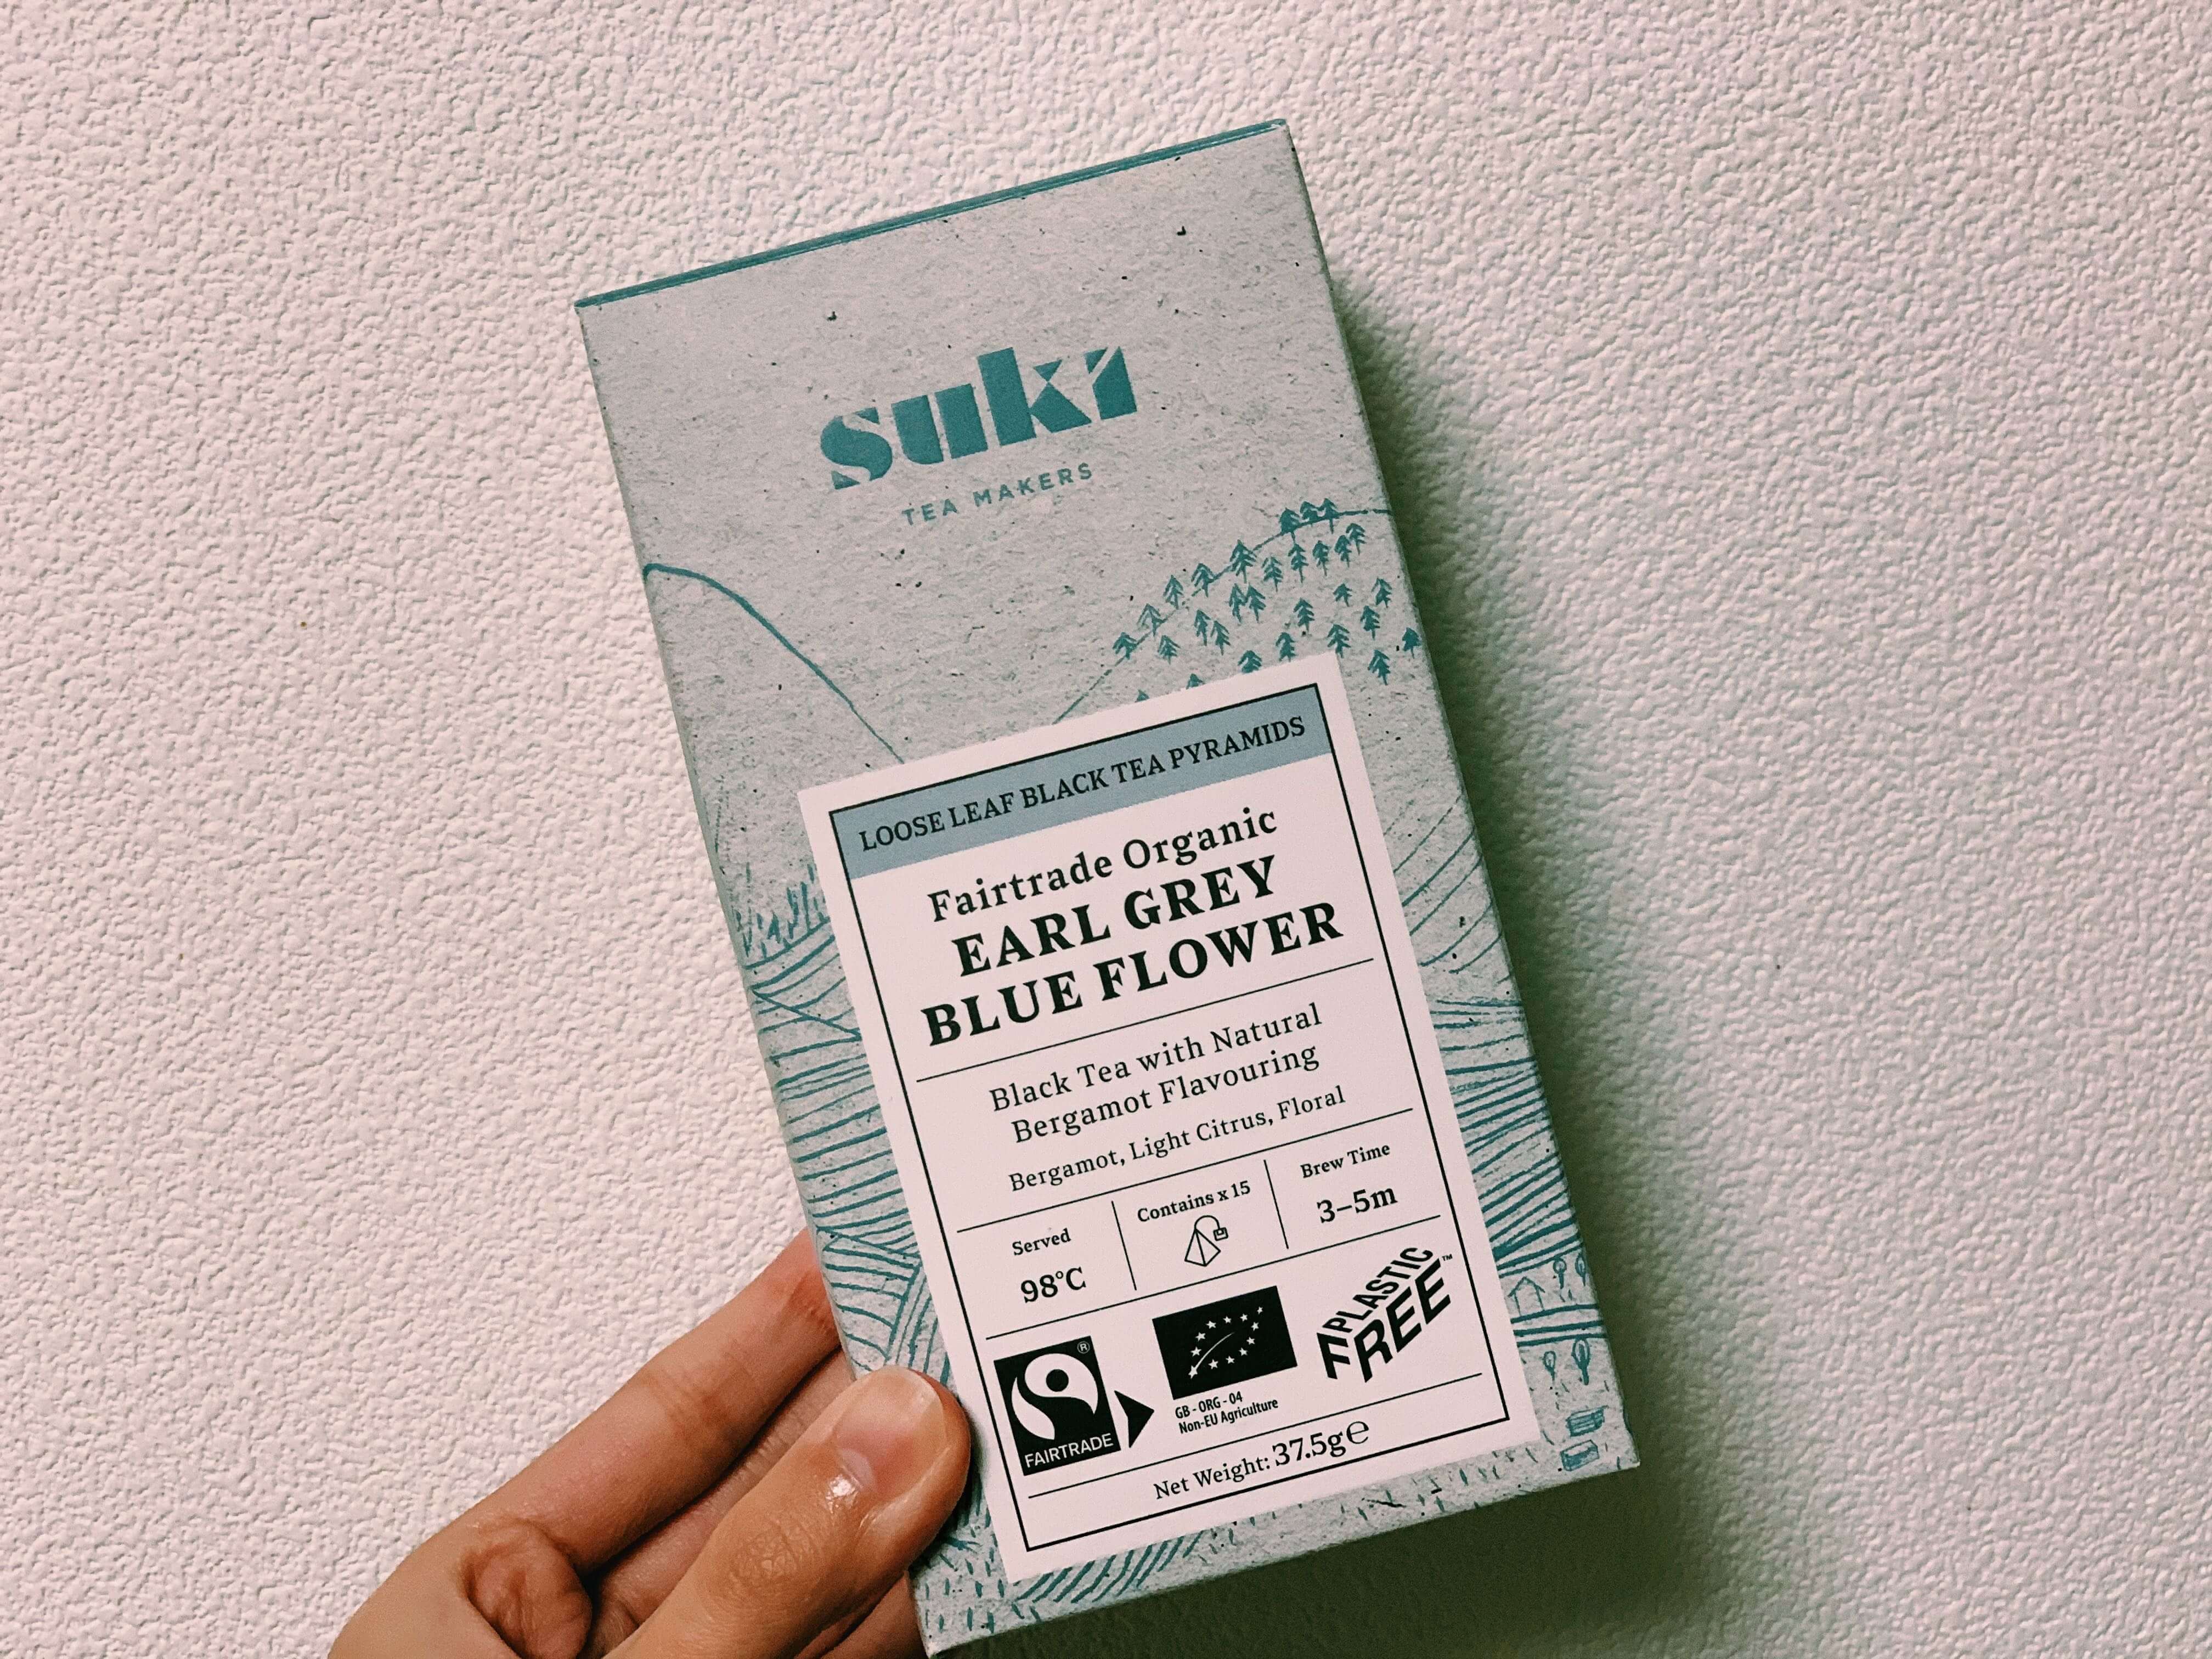 suki
TEA MAKERS
LOOSE LEAF BLACK TEA PYRAMIDS
Fairtrade Organic
EARL GREY
BLUE FLOWER
Black Tea with Natural
Bergamot Flavouring
Bergamot, Light Citrus, Floral
Served
98°C
Contains x 15
Brew Time
3–5m
®
FAIRTRADE
GB - ORG - 04
Non-EU Agriculture
PLASTIC
FREE™
Net Weight: 37.5g℮